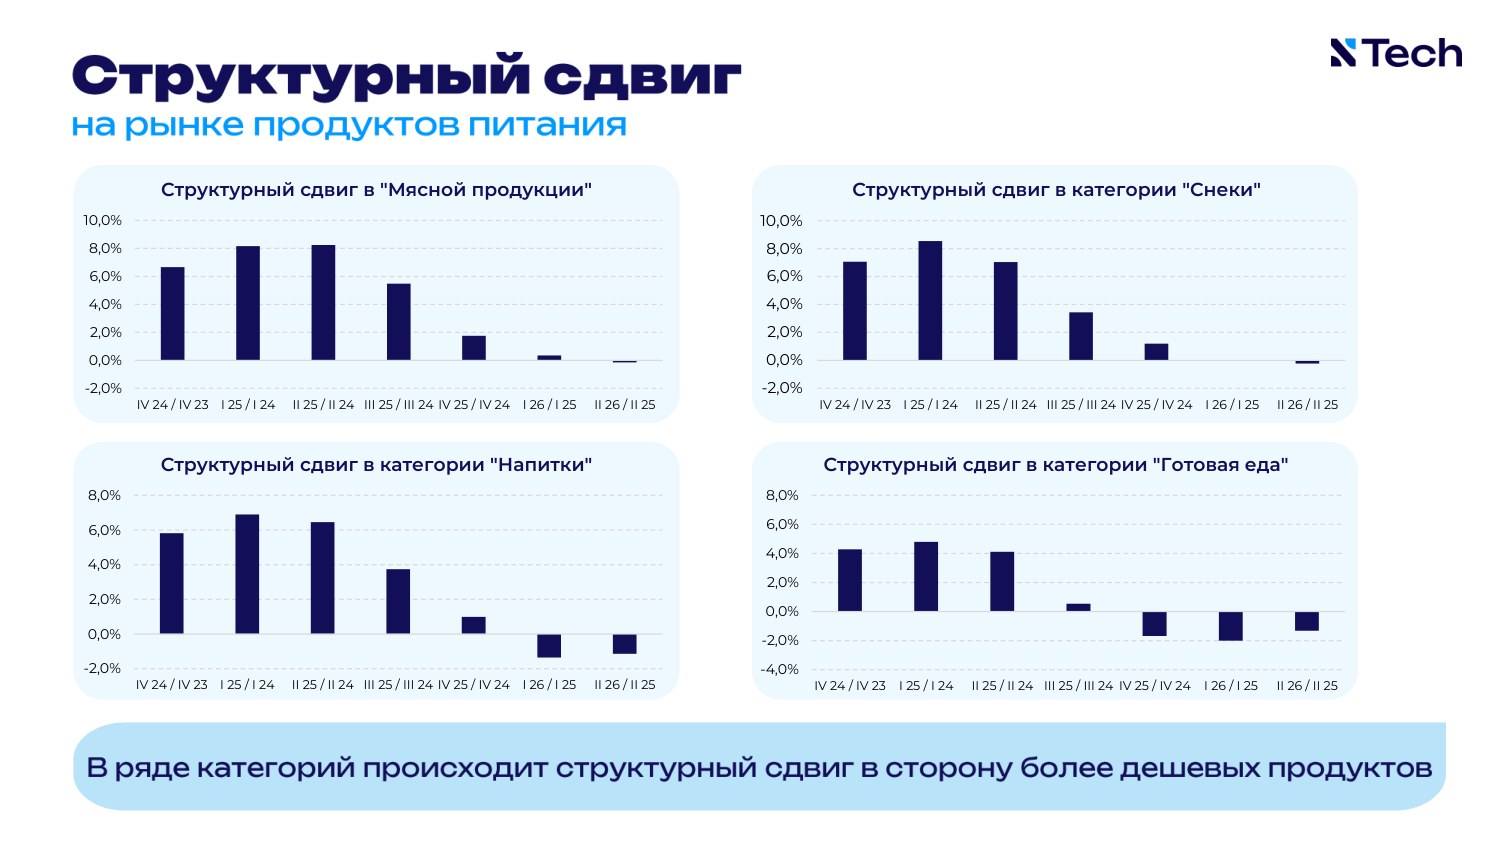 Tech
Структурный сдвиг
на рынке продуктов питания
Структурный сдвиг в "Мясной продукции"
10,0%
8,0%
6,0%
4,0%
2,0%
0,0%
-2,0%
IV 24 / IV 23 I 25 / I 24 II 25 / II 24 III 25 / III 24 IV 25 / IV 24 I 26 / I 25 II 26 / II 25
Структурный сдвиг в категории "Снеки"
10,0%
8,0%
6,0%
4,0%
2,0%
0,0%
-2,0%
IV 24 / IV 23 I 25 / I 24 II 25 / II 24 III 25 / III 24 IV 25 / IV 24 I 26 / I 25 II 26 / II 25
Структурный сдвиг в категории "Напитки"
8,0%
6,0%
4,0%
2,0%
0,0%
-2,0%
IV 24 / IV 23 I 25 / I 24 II 25 / II 24 III 25 / III 24 IV 25 / IV 24 I 26 / I 25 II 26 / II 25
Структурный сдвиг в категории "Готовая еда"
8,0%
6,0%
4,0%
2,0%
0,0%
-2,0%
-4,0%
IV 24 / IV 23 I 25 / I 24 II 25 / II 24 III 25 / III 24 IV 25 / IV 24 I 26 / I 25 II 26 / II 25
В ряде категорий происходит структурный сдвиг в сторону более дешевых продуктов